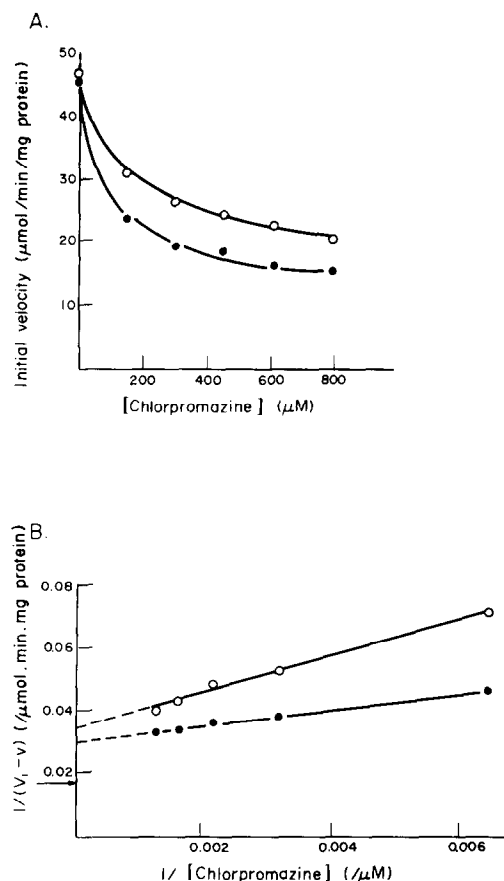 A.
Initial velocity (μmol/min/mg protein)
50
40
30
20
10
200
400
600
800
[Chlorpromazine] (μM)
B.
1/(V₁-v) (/μmol.min.mg protein)
0.08
0.06
0.04
0.02
0.002
0.004
0.006
1/[Chlorpromazine] (/μM)